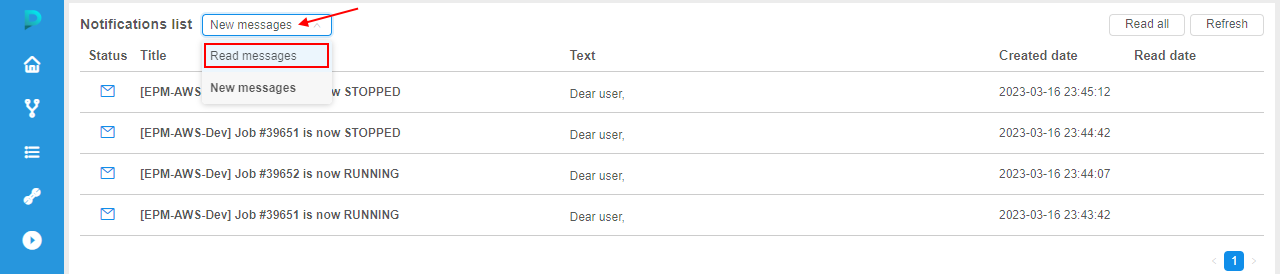 Notifications list New messages Read all Refresh
Status Title Text Created date Read date
Read messages
New messages
[EPM-AWS w STOPPED Dear user, 2023-03-16 23:45:12
[EPM-AWS-Dev] Job #39651 is now STOPPED Dear user, 2023-03-16 23:44:42
[EPM-AWS-Dev] Job #39652 is now RUNNING Dear user, 2023-03-16 23:44:07
[EPM-AWS-Dev] Job #39651 is now RUNNING Dear user, 2023-03-16 23:43:42
< 1 >